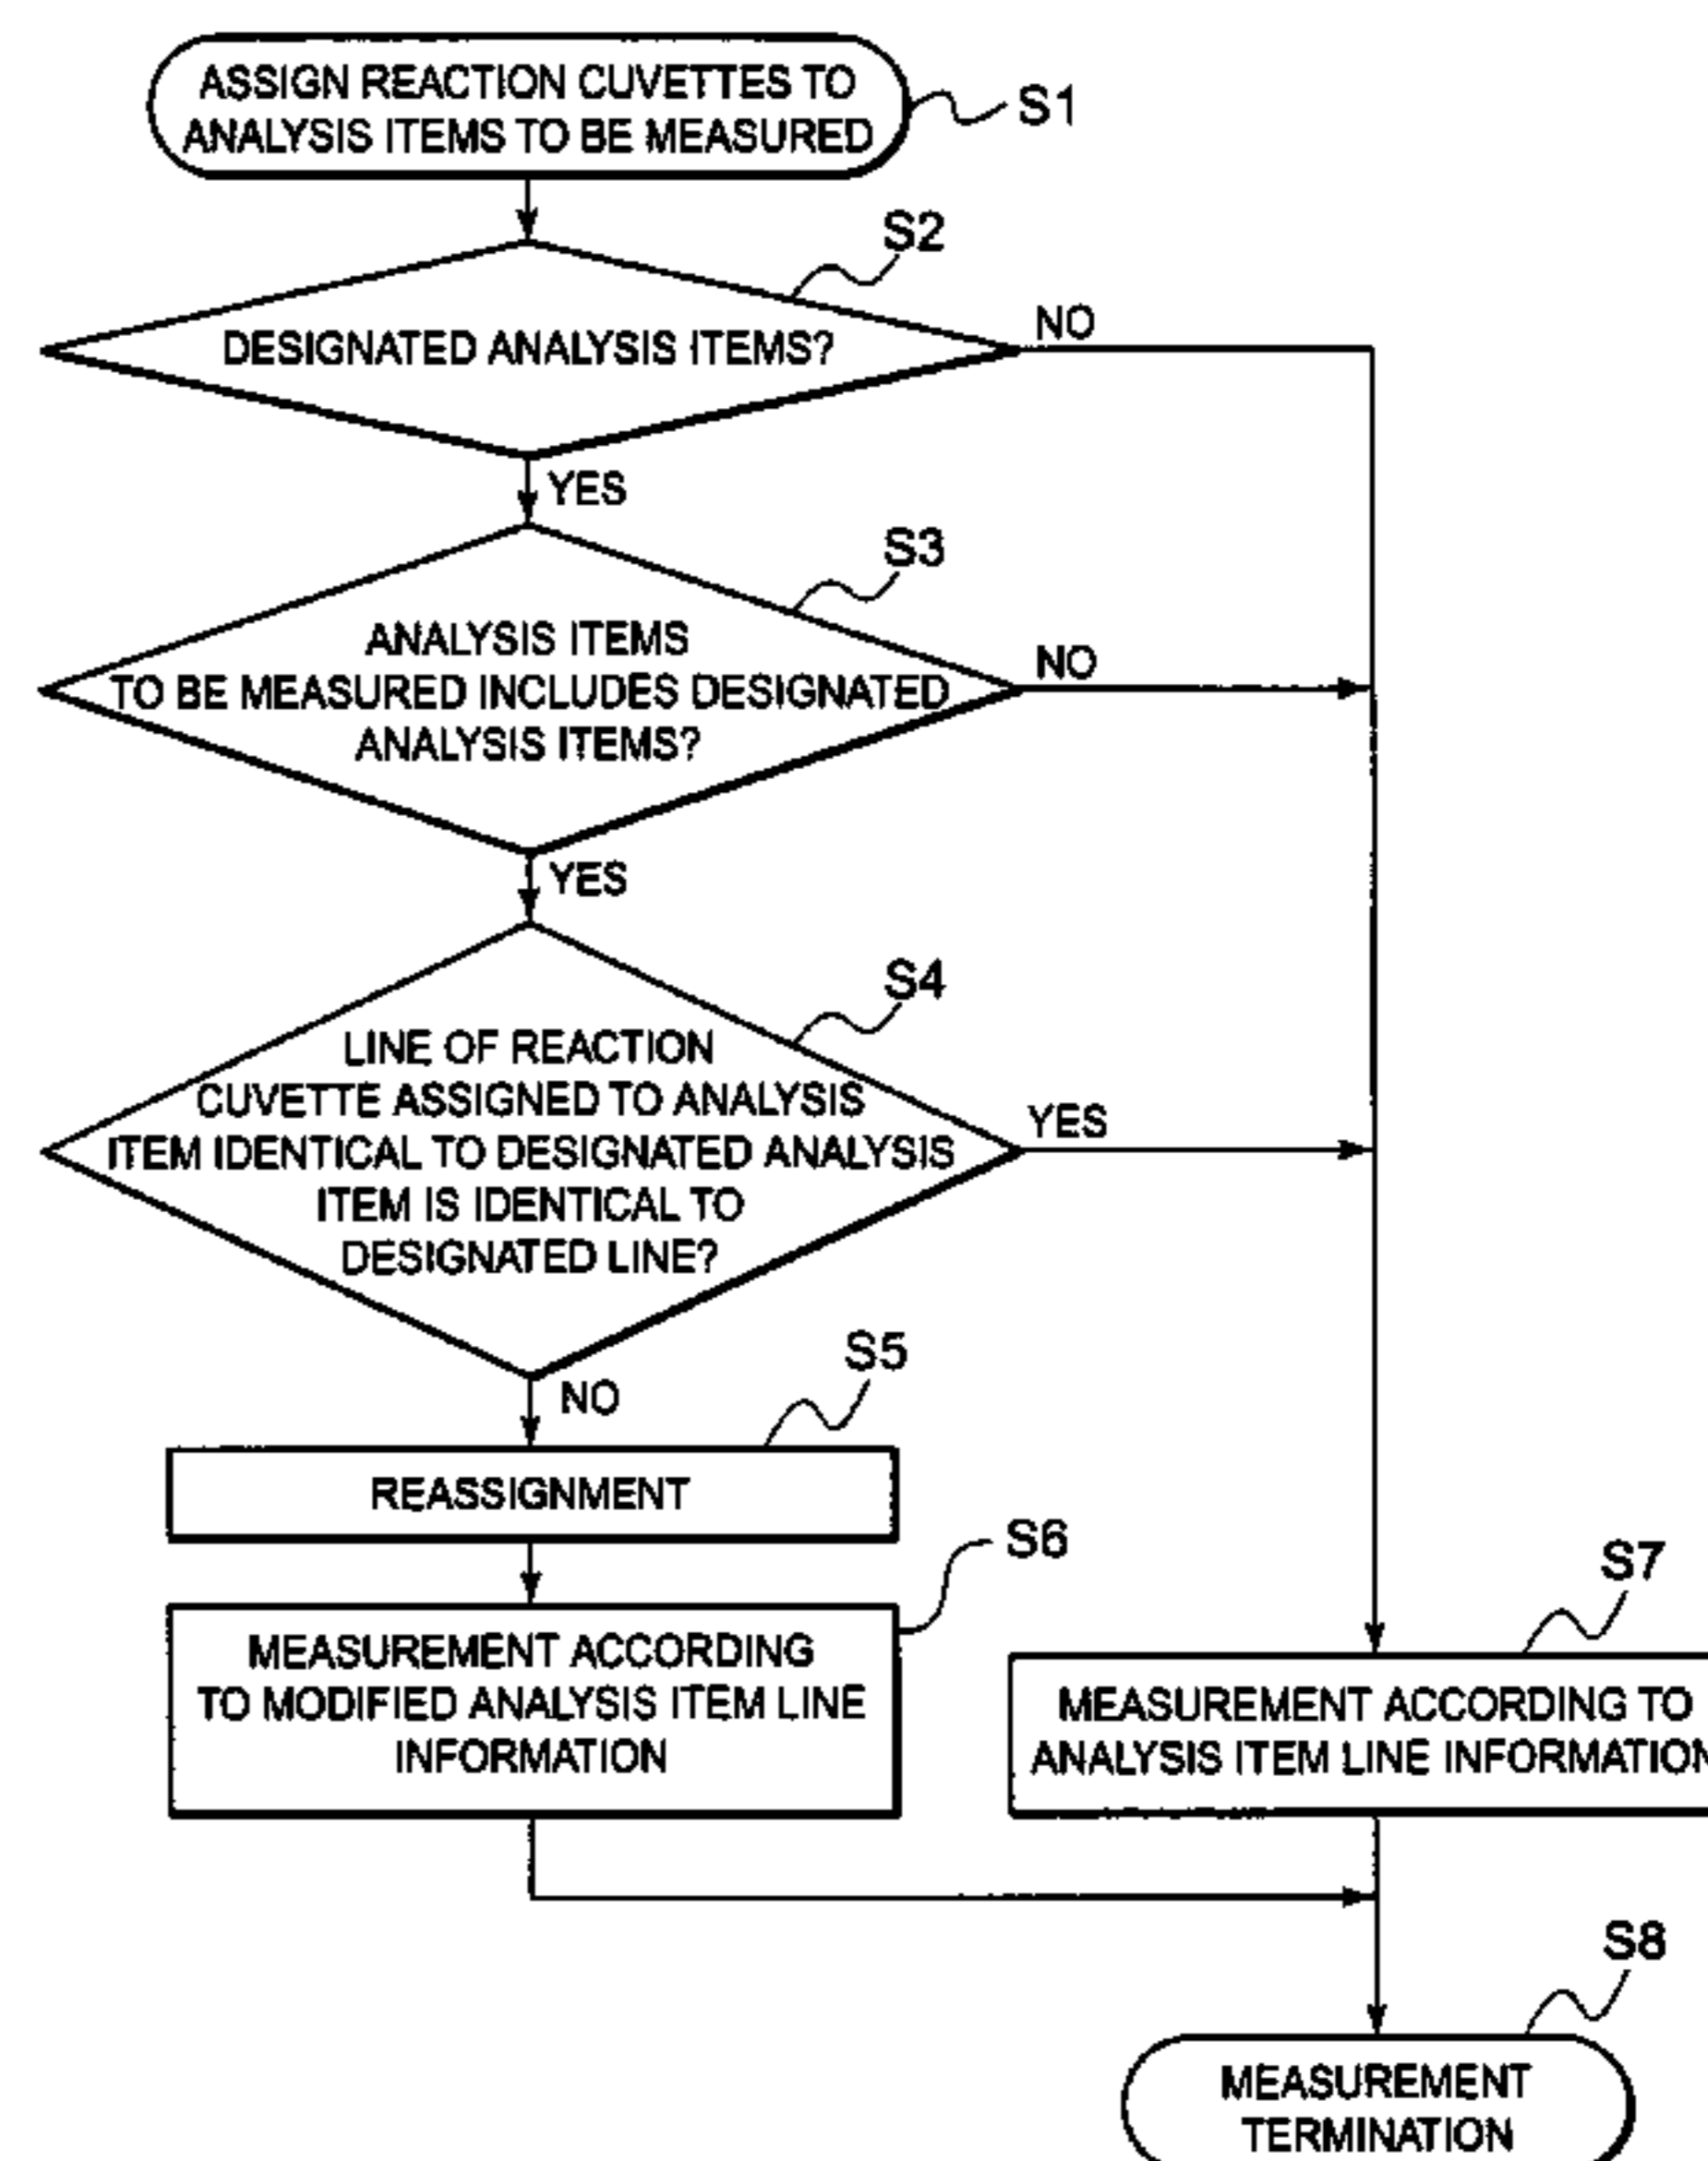 ASSIGN REACTION CUVETTES TO
ANALYSIS ITEMS TO BE MEASURED
S1
S2
DESIGNATED ANALYSIS ITEMS?
NO
YES
S3
ANALYSIS ITEMS
TO BE MEASURED INCLUDES DESIGNATED
ANALYSIS ITEMS?
NO
YES
S4
LINE OF REACTION
CUVETTE ASSIGNED TO ANALYSIS
ITEM IDENTICAL TO DESIGNATED ANALYSIS
ITEM IS IDENTICAL TO
DESIGNATED LINE?
YES
NO
S5
REASSIGNMENT
S6
MEASUREMENT ACCORDING
TO MODIFIED ANALYSIS ITEM LINE
INFORMATION
S7
MEASUREMENT ACCORDING TO
ANALYSIS ITEM LINE INFORMATION
S8
MEASUREMENT
TERMINATION